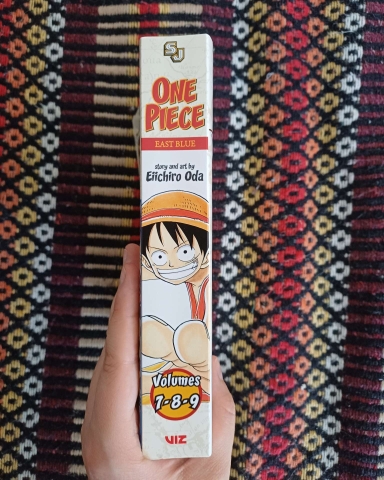 SJ
ONE
PIECE
EAST BLUE
story and art by
Eiichiro Oda
Volumes
7-8-9
VIZ